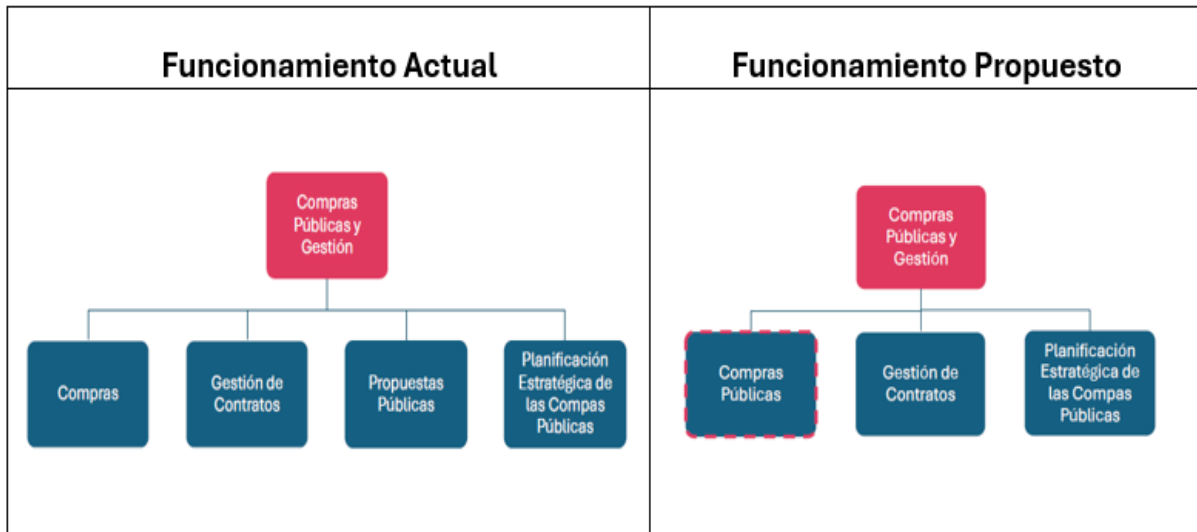 Funcionamiento Actual
Funcionamiento Propuesto
Compras
Públicas y
Gestión
Compras
Gestión de
Contratos
Propuestas
Públicas
Planificación
Estratégica de
las Compas
Públicas
Compras
Públicas y
Gestión
Compras
Públicas
Gestión de
Contratos
Planificación
Estratégica de
las Compas
Públicas